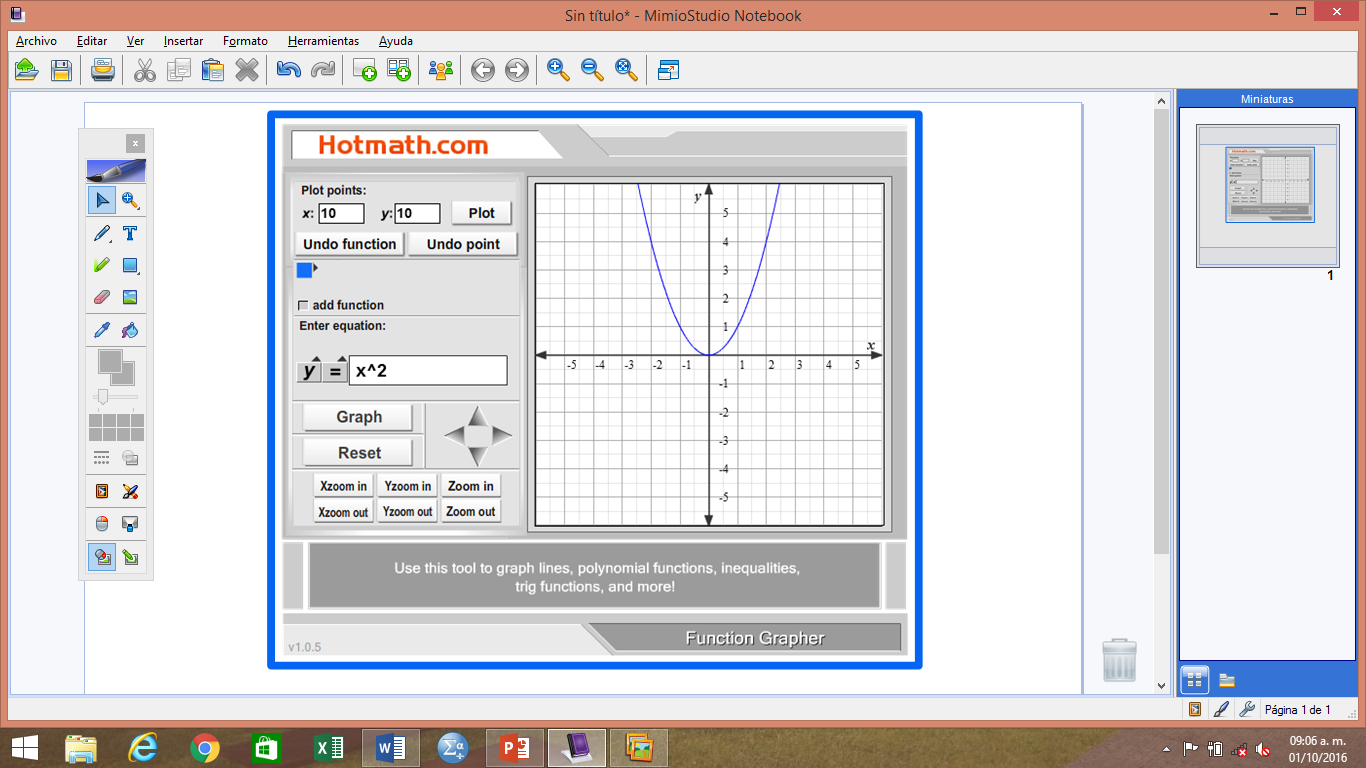 Sin título* - MimioStudio Notebook
Archivo Editar Ver Insertar Formato Herramientas Ayuda
Miniaturas
Hotmath.com
Plot points:
x: 10 y: 10 Plot
Undo function Undo point
add function
Enter equation:
y = x^2
Graph
Reset
Xzoom in Yzoom in Zoom in
Xzoom out Yzoom out Zoom out
y
5
4
3
2
1
x
-5 -4 -3 -2 -1 1 2 3 4 5
-1
-2
-3
-4
-5
Use this tool to graph lines, polynomial functions, inequalities,
trig functions, and more!
v1.0.5
Function Grapher
1
Página 1 de 1
09:06 a. m.
01/10/2016